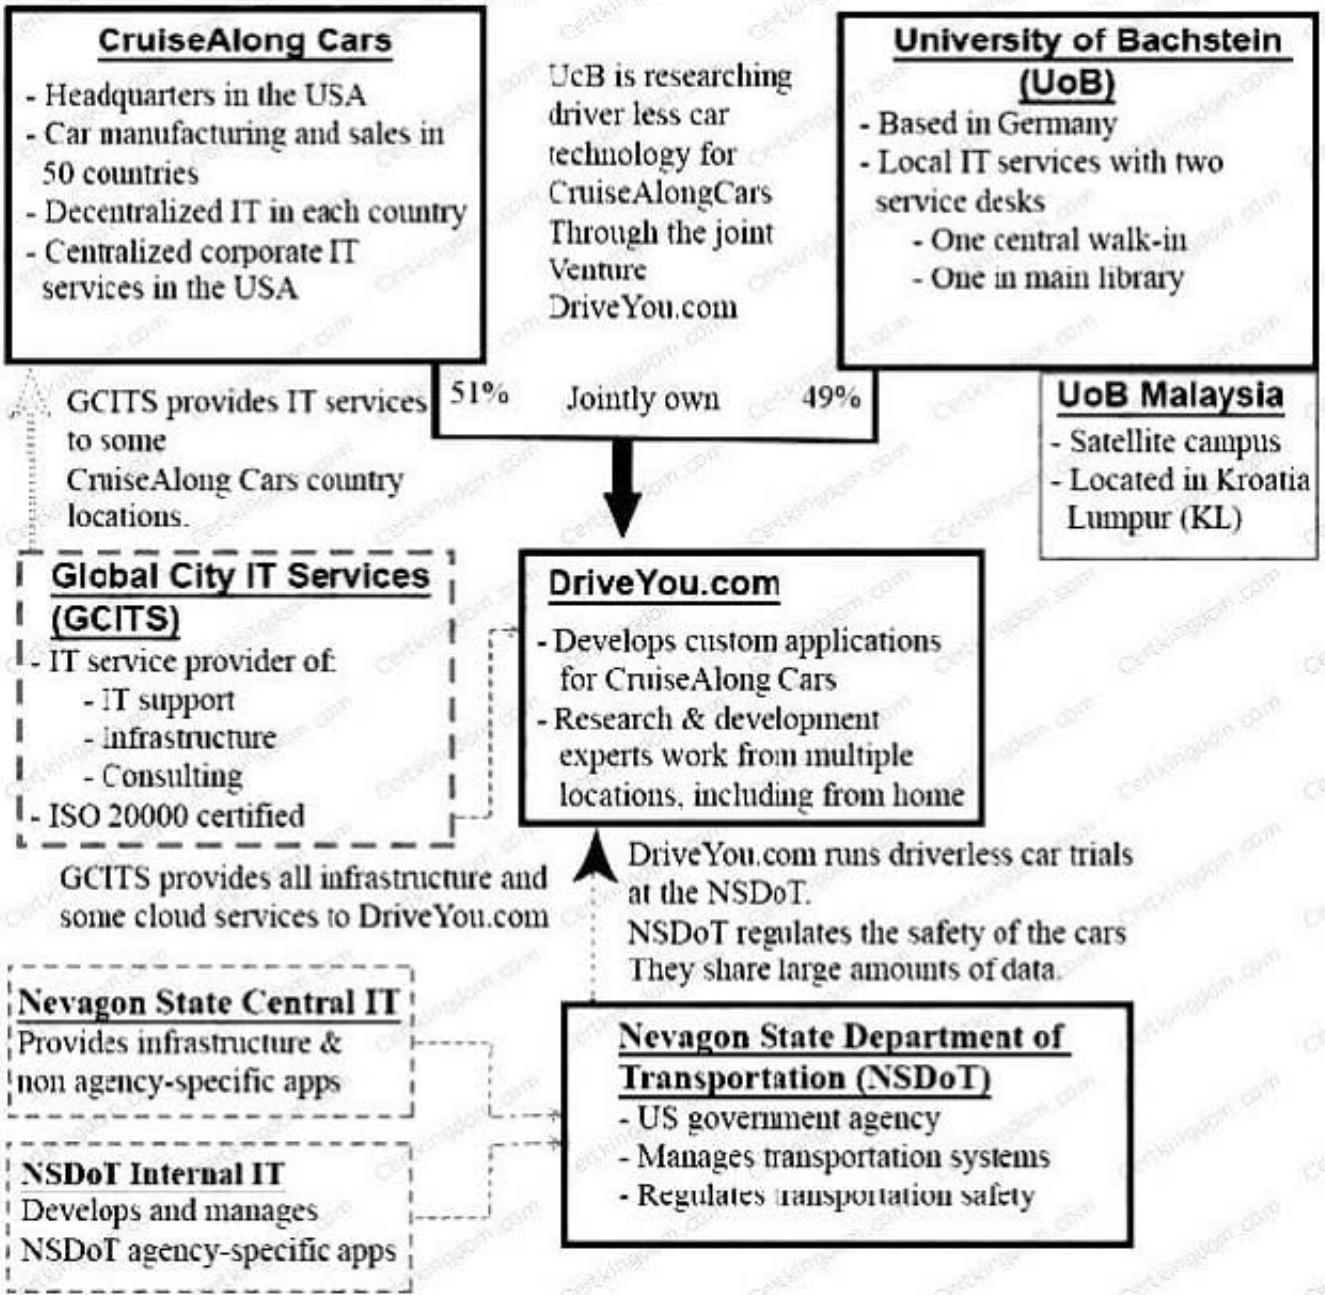 CruiseAlong Cars
- Headquarters in the USA
- Car manufacturing and sales in
50 countries
- Decentralized IT in each country
- Centralized corporate IT
services in the USA
UcB is researching
driver less car
technology for
CruiseAlongCars
Through the joint
Venture
DriveYou.com
University of Bachstein
(UoB)
- Based in Germany
- Local IT services with two
service desks
- One central walk-in
- One in main library
51% Jointly own 49%
UoB Malaysia
- Satellite campus
- Located in Kroatia
Lumpur (KL)
GCITS provides IT services
to some
CruiseAlong Cars country
locations.
Global City IT Services
(GCITS)
- IT service provider of:
- IT support
- Infrastructure
- Consulting
- ISO 20000 certified
DriveYou.com
- Develops custom applications
for CruiseAlong Cars
- Research & development
experts work from multiple
locations, including from home
GCITS provides all infrastructure and
some cloud services to DriveYou.com
DriveYou.com runs driverless car trials
at the NSDoT.
NSDoT regulates the safety of the cars
They share large amounts of data.
Nevagon State Central IT
Provides infrastructure &
non agency-specific apps
NSDoT Internal IT
Develops and manages
NSDoT agency-specific apps
Nevagon State Department of
Transportation (NSDoT)
- US government agency
- Manages transportation systems
- Regulates transportation safety